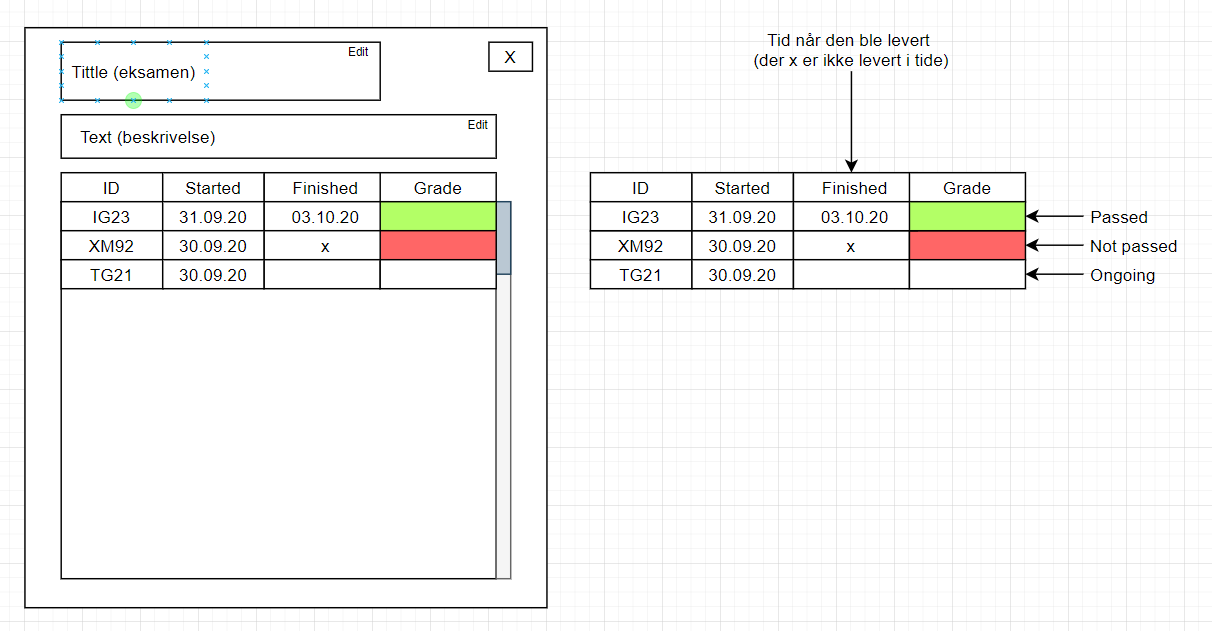 Edit
X
Tittle (eksamen)
Edit
Text (beskrivelse)
ID Started Finished Grade
IG23 31.09.20 03.10.20
XM92 30.09.20 x
TG21 30.09.20
Tid når den ble levert
(der x er ikke levert i tide)
ID Started Finished Grade
IG23 31.09.20 03.10.20 Passed
XM92 30.09.20 x Not passed
TG21 30.09.20 Ongoing